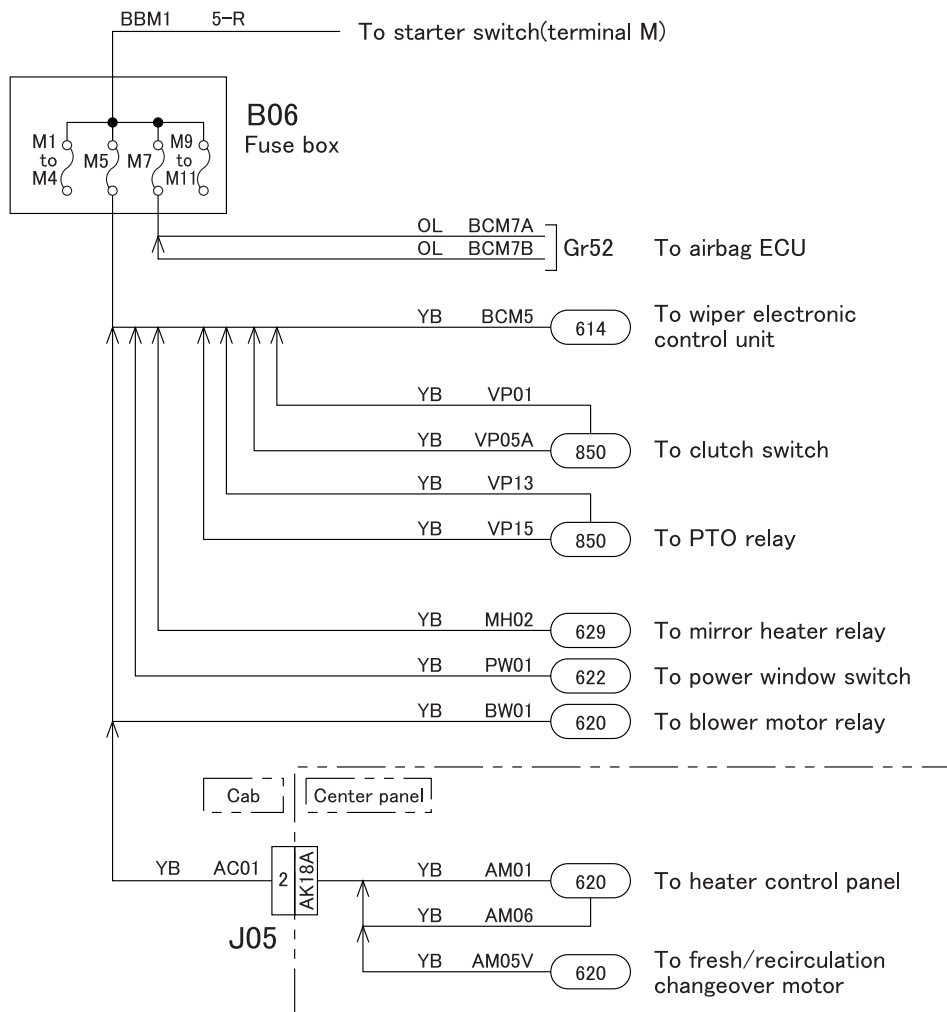 BBM1 5-R To starter switch(terminal M)
B06
Fuse box
M1 to M4
M5
M7
M9 to M11
OL BCM7A
OL BCM7B
Gr52 To airbag ECU
YB BCM5 614 To wiper electronic
control unit
YB VP01
YB VP05A 850 To clutch switch
YB VP13
YB VP15 850 To PTO relay
YB MH02 629 To mirror heater relay
YB PW01 622 To power window switch
YB BW01 620 To blower motor relay
Cab Center panel
YB AC01 2 AK18A YB AM01 620 To heater control panel
YB AM06
J05
YB AM05V 620 To fresh/recirculation
changeover motor